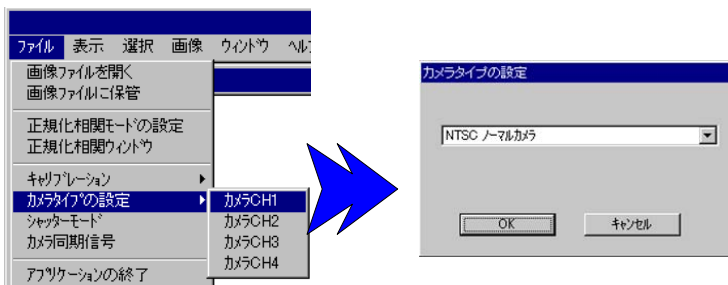 ファイル 表示 選択 画像 ウィンドウ ヘル
画像ファイルを開く
画像ファイルに保管
正規化相関モードの設定
正規化相関ウィンドウ
キャリブレーション
カメラタイプの設定
シャッターモード
カメラ同期信号
アプリケーションの終了
カメラCH1
カメラCH2
カメラCH3
カメラCH4
カメラタイプの設定
NTSC ノーマルカメラ
OK キャンセル